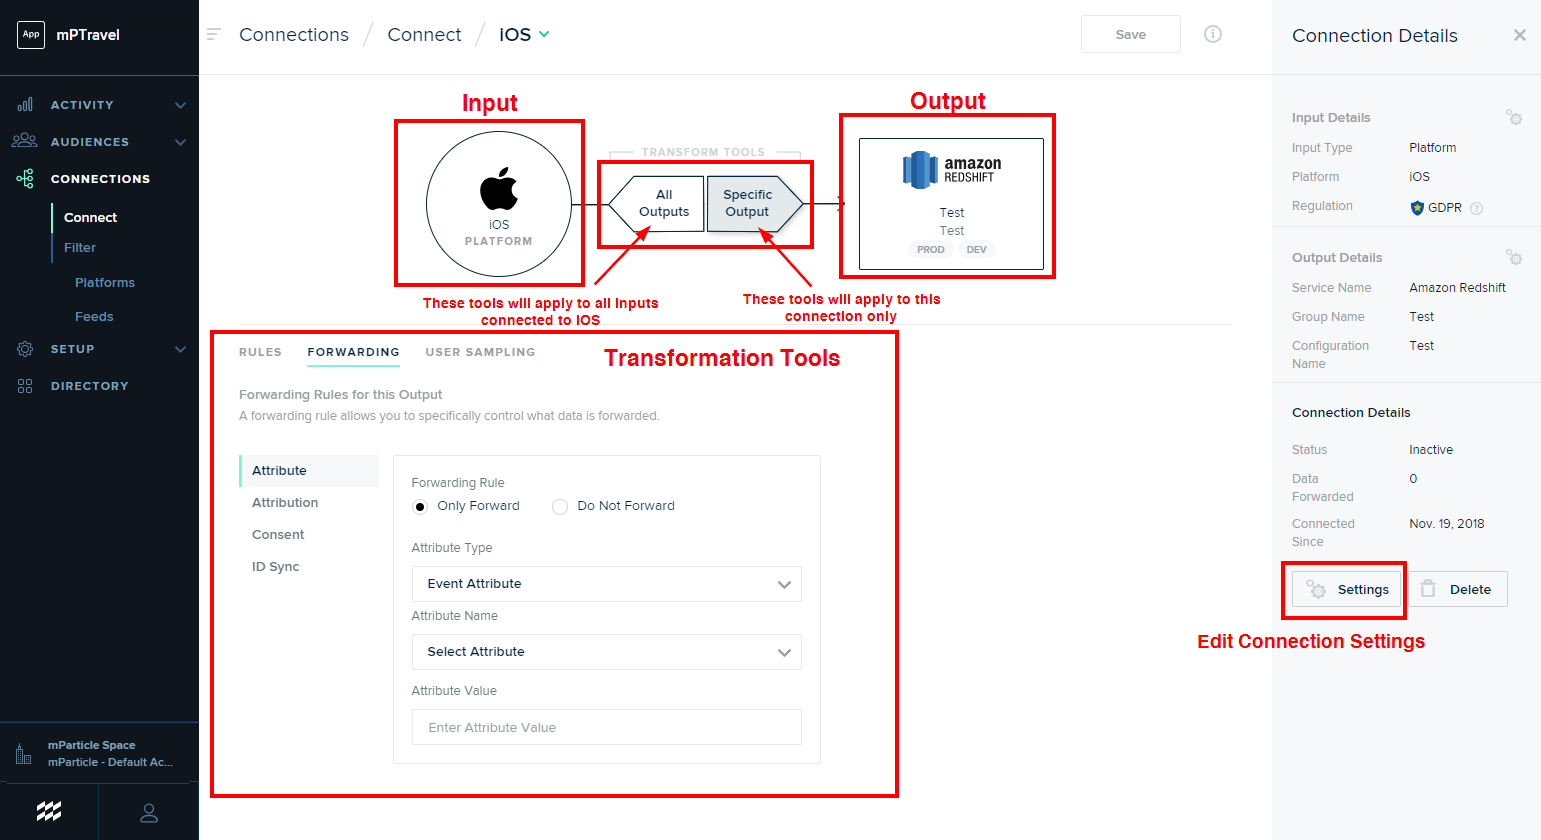 App mPTravel
ACTIVITY
AUDIENCES
CONNECTIONS
Connect
Filter
Platforms
Feeds
SETUP
DIRECTORY
mParticle Space
mParticle - Default Ac...
Connections / Connect / iOS
Save
Input
Output
TRANSFORM TOOLS
iOS
PLATFORM
All
Outputs
Specific
Output
amazon
REDSHIFT
Test
Test
PROD DEV
These tools will apply to all inputs
connected to IOS
These tools will apply to this
connection only
RULES FORWARDING USER SAMPLING
Transformation Tools
Forwarding Rules for this Output
A forwarding rule allows you to specifically control what data is forwarded.
Attribute
Attribution
Consent
ID Sync
Forwarding Rule
Only Forward Do Not Forward
Attribute Type
Event Attribute
Attribute Name
Select Attribute
Attribute Value
Enter Attribute Value
Connection Details
Input Details
Input Type Platform
Platform iOS
Regulation GDPR ?
Output Details
Service Name Amazon Redshift
Group Name Test
Configuration Test
Name
Connection Details
Status Inactive
Data 0
Forwarded
Connected Nov. 19, 2018
Since
Settings Delete
Edit Connection Settings